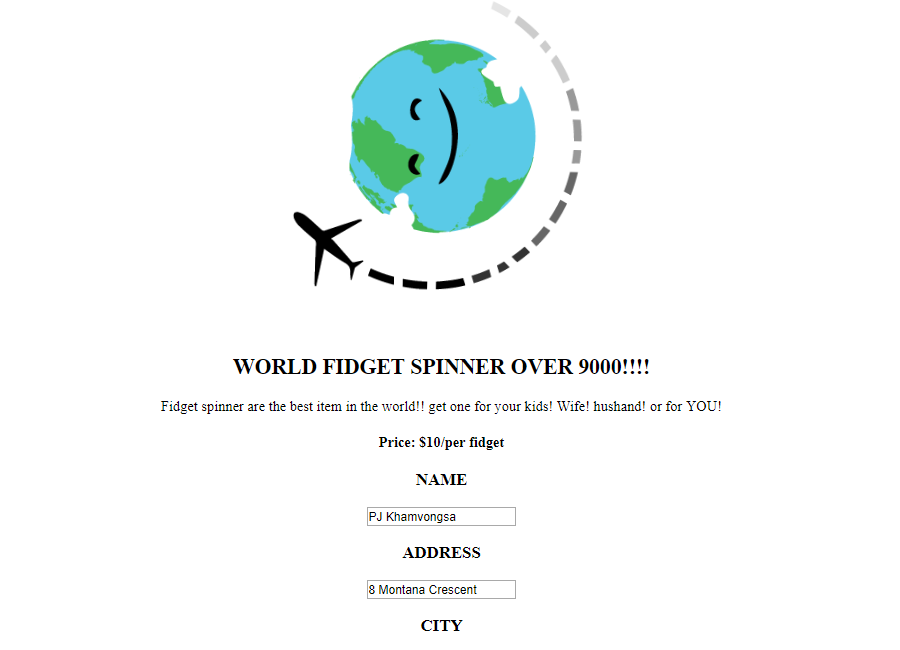 WORLD FIDGET SPINNER OVER 9000!!!!
Fidget spinner are the best item in the world!! get one for your kids! Wife! hushand! or for YOU!
Price: $10/per fidget
NAME
PJ Khamvongsa
ADDRESS
8 Montana Crescent
CITY